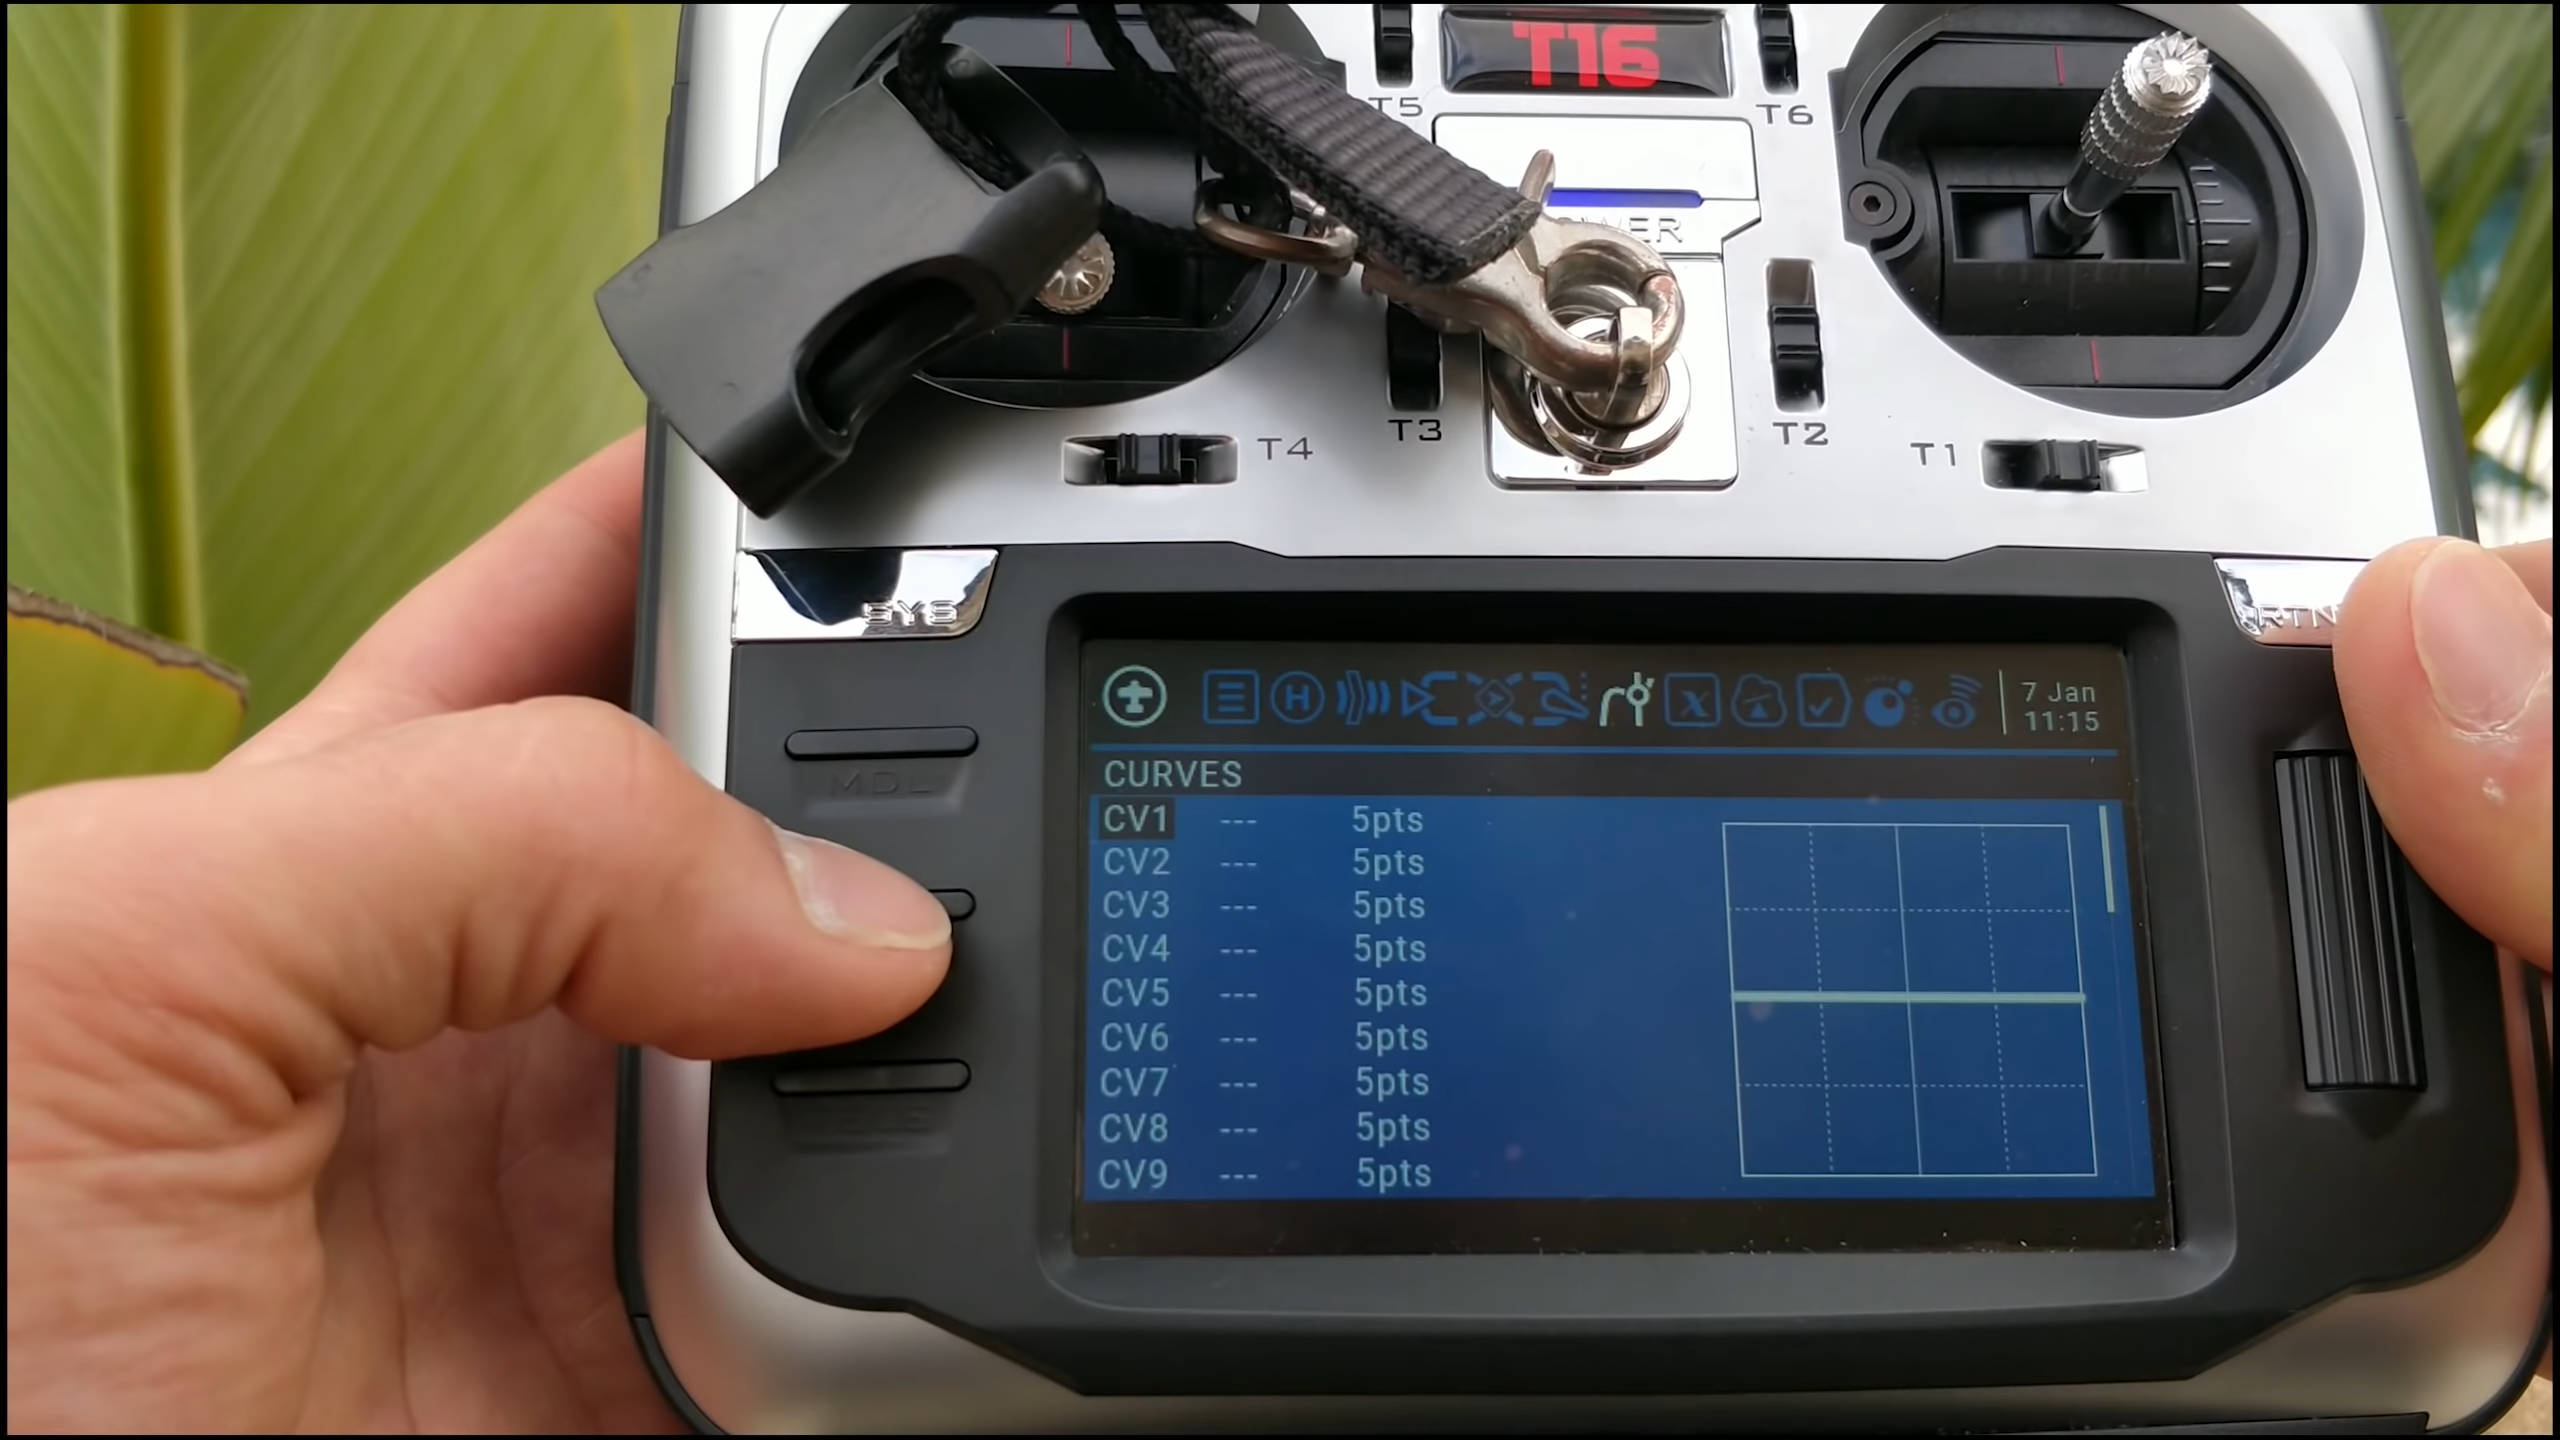 T16
T5
T6
T4
T3
T2
T1
SYS
RTN
MDL
7 Jan
11:15
CURVES
CV1 --- 5pts
CV2 --- 5pts
CV3 --- 5pts
CV4 --- 5pts
CV5 --- 5pts
CV6 --- 5pts
CV7 --- 5pts
CV8 --- 5pts
CV9 --- 5pts